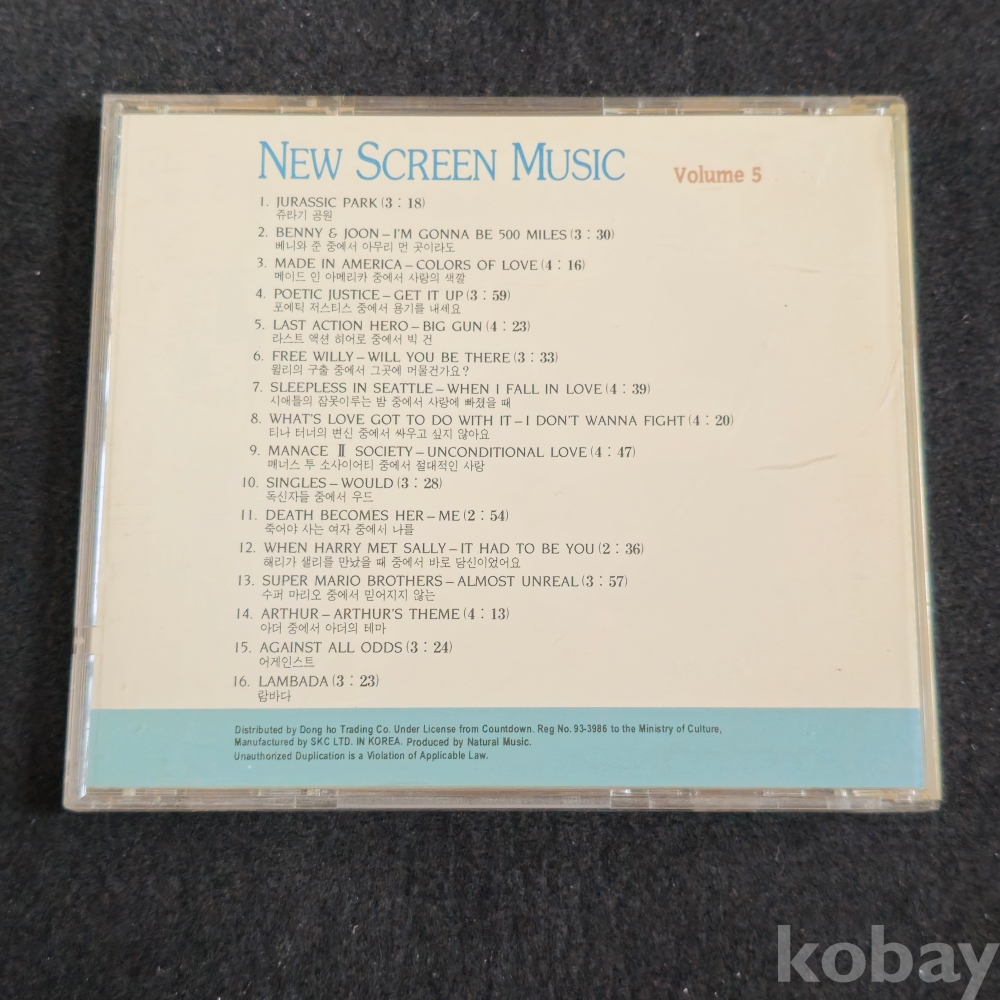 NEW SCREEN MUSIC Volume 5
1. JURASSIC PARK (3 : 18)
쥬라기 공원
2. BENNY & JOON – I'M GONNA BE 500 MILES (3 : 30)
베니와 준 중에서 아무리 먼 곳이라도
3. MADE IN AMERICA – COLORS OF LOVE (4 : 16)
메이드 인 아메리카 중에서 사랑의 색깔
4. POETIC JUSTICE – GET IT UP (3 : 59)
포에틱 저스티스 중에서 용기를 내세요
5. LAST ACTION HERO – BIG GUN (4 : 23)
라스트 액션 히어로 중에서 빅 건
6. FREE WILLY – WILL YOU BE THERE (3 : 33)
윌리의 구출 중에서 그곳에 머물건가요?
7. SLEEPLESS IN SEATTLE – WHEN I FALL IN LOVE (4 : 39)
시애틀의 잠못이루는 밤 중에서 사랑에 빠졌을 때
8. WHAT'S LOVE GOT TO DO WITH IT – I DON'T WANNA FIGHT (4 : 20)
티나 터너의 변신 중에서 싸우고 싶지 않아요
9. MANACE Ⅱ SOCIETY – UNCONDITIONAL LOVE (4 : 47)
매너스 투 소사이어티 중에서 절대적인 사랑
10. SINGLES – WOULD (3 : 28)
독신자들 중에서 우드
11. DEATH BECOMES HER – ME (2 : 54)
죽어야 사는 여자 중에서 나를
12. WHEN HARRY MET SALLY – IT HAD TO BE YOU (2 : 36)
해리가 샐리를 만났을 때 중에서 바로 당신이었어요
13. SUPER MARIO BROTHERS – ALMOST UNREAL (3 : 57)
수퍼 마리오 중에서 믿어지지 않는
14. ARTHUR – ARTHUR'S THEME (4 : 13)
아더 중에서 아더의 테마
15. AGAINST ALL ODDS (3 : 24)
어게인스트
16. LAMBADA (3 : 23)
람바다
Distributed by Dong ho Trading Co. Under License from Countdown. Reg No. 93-3986 to the Ministry of Culture,
Manufactured by SKC LTD. IN KOREA. Produced by Natural Music.
Unauthorized Duplication is a Violation of Applicable Law.
kobay